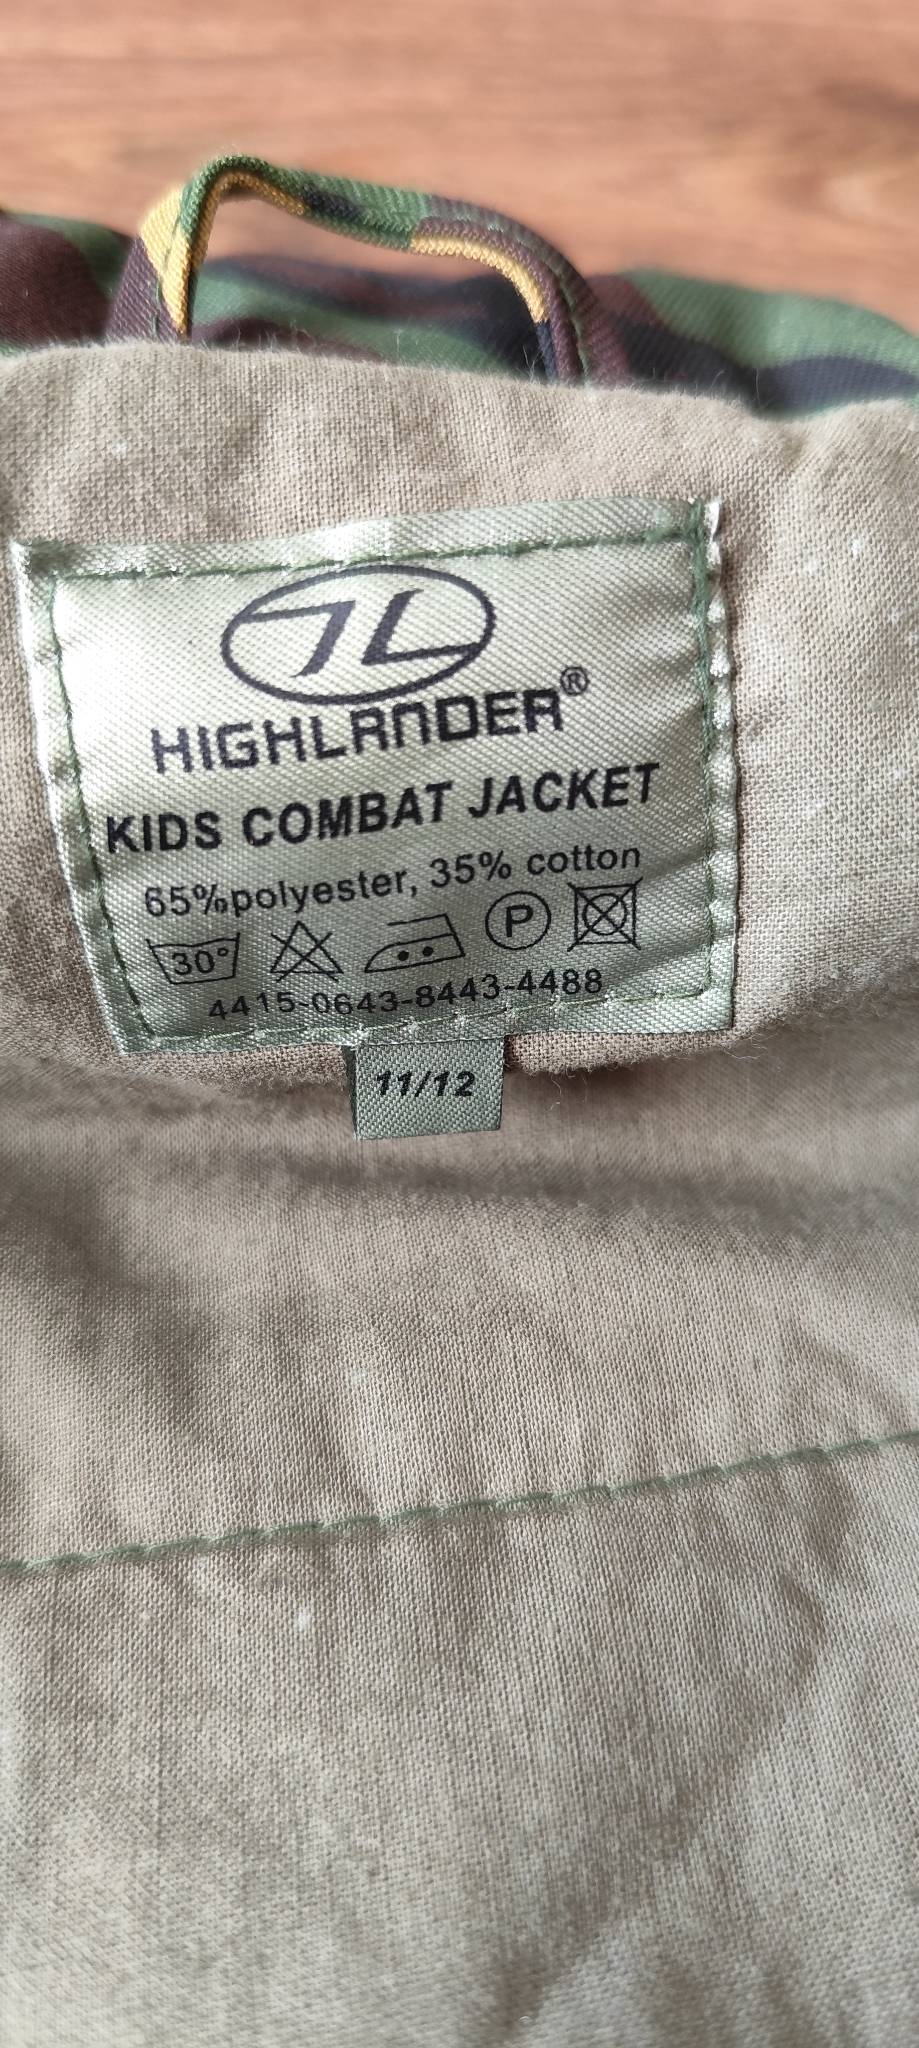 HIGHLANDER®
KIDS COMBAT JACKET
65%polyester, 35% cotton
30° P
4415-0643-8443-4488
11/12